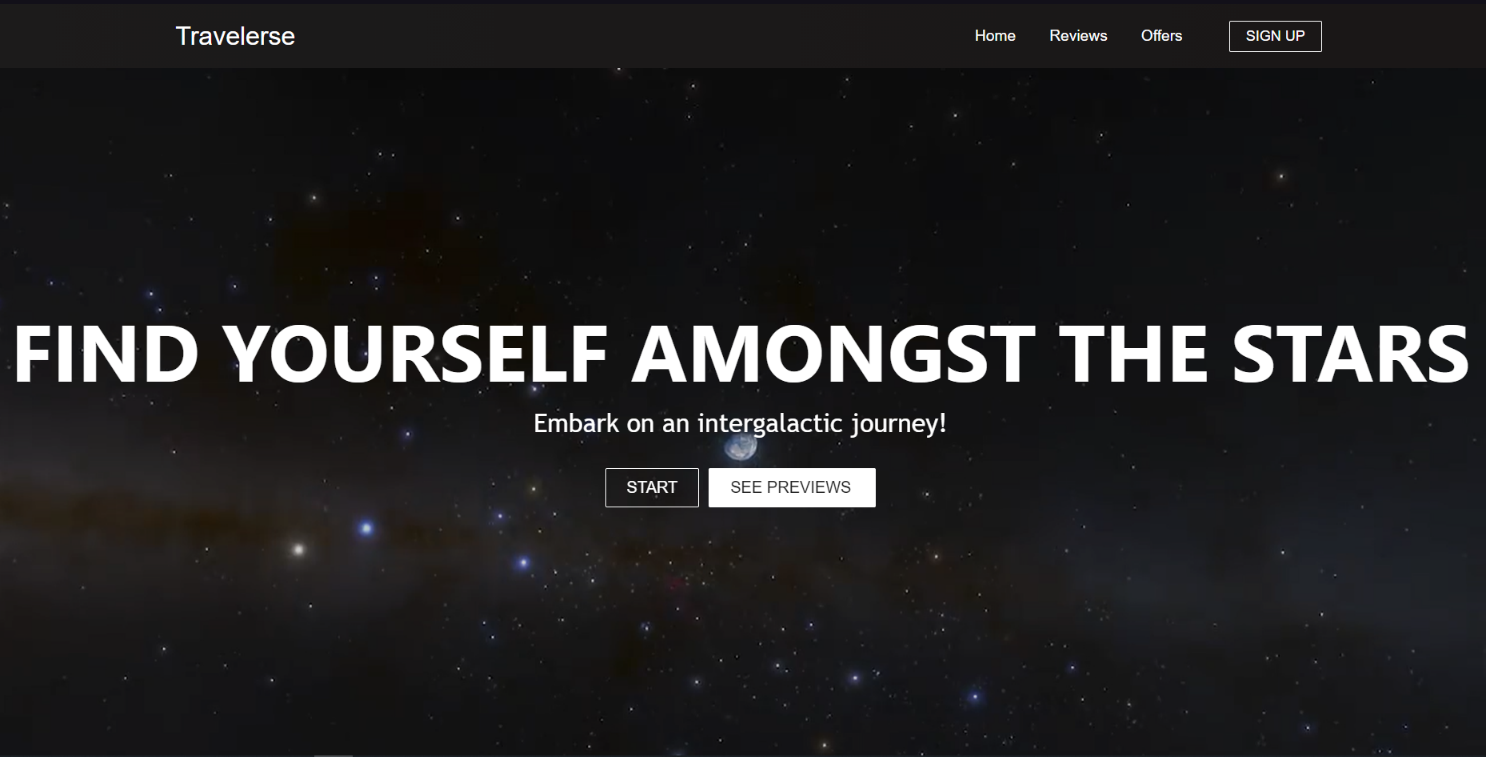 Travelerse
Home Reviews Offers SIGN UP
FIND YOURSELF AMONGST THE STARS
Embark on an intergalactic journey!
START SEE PREVIEWS